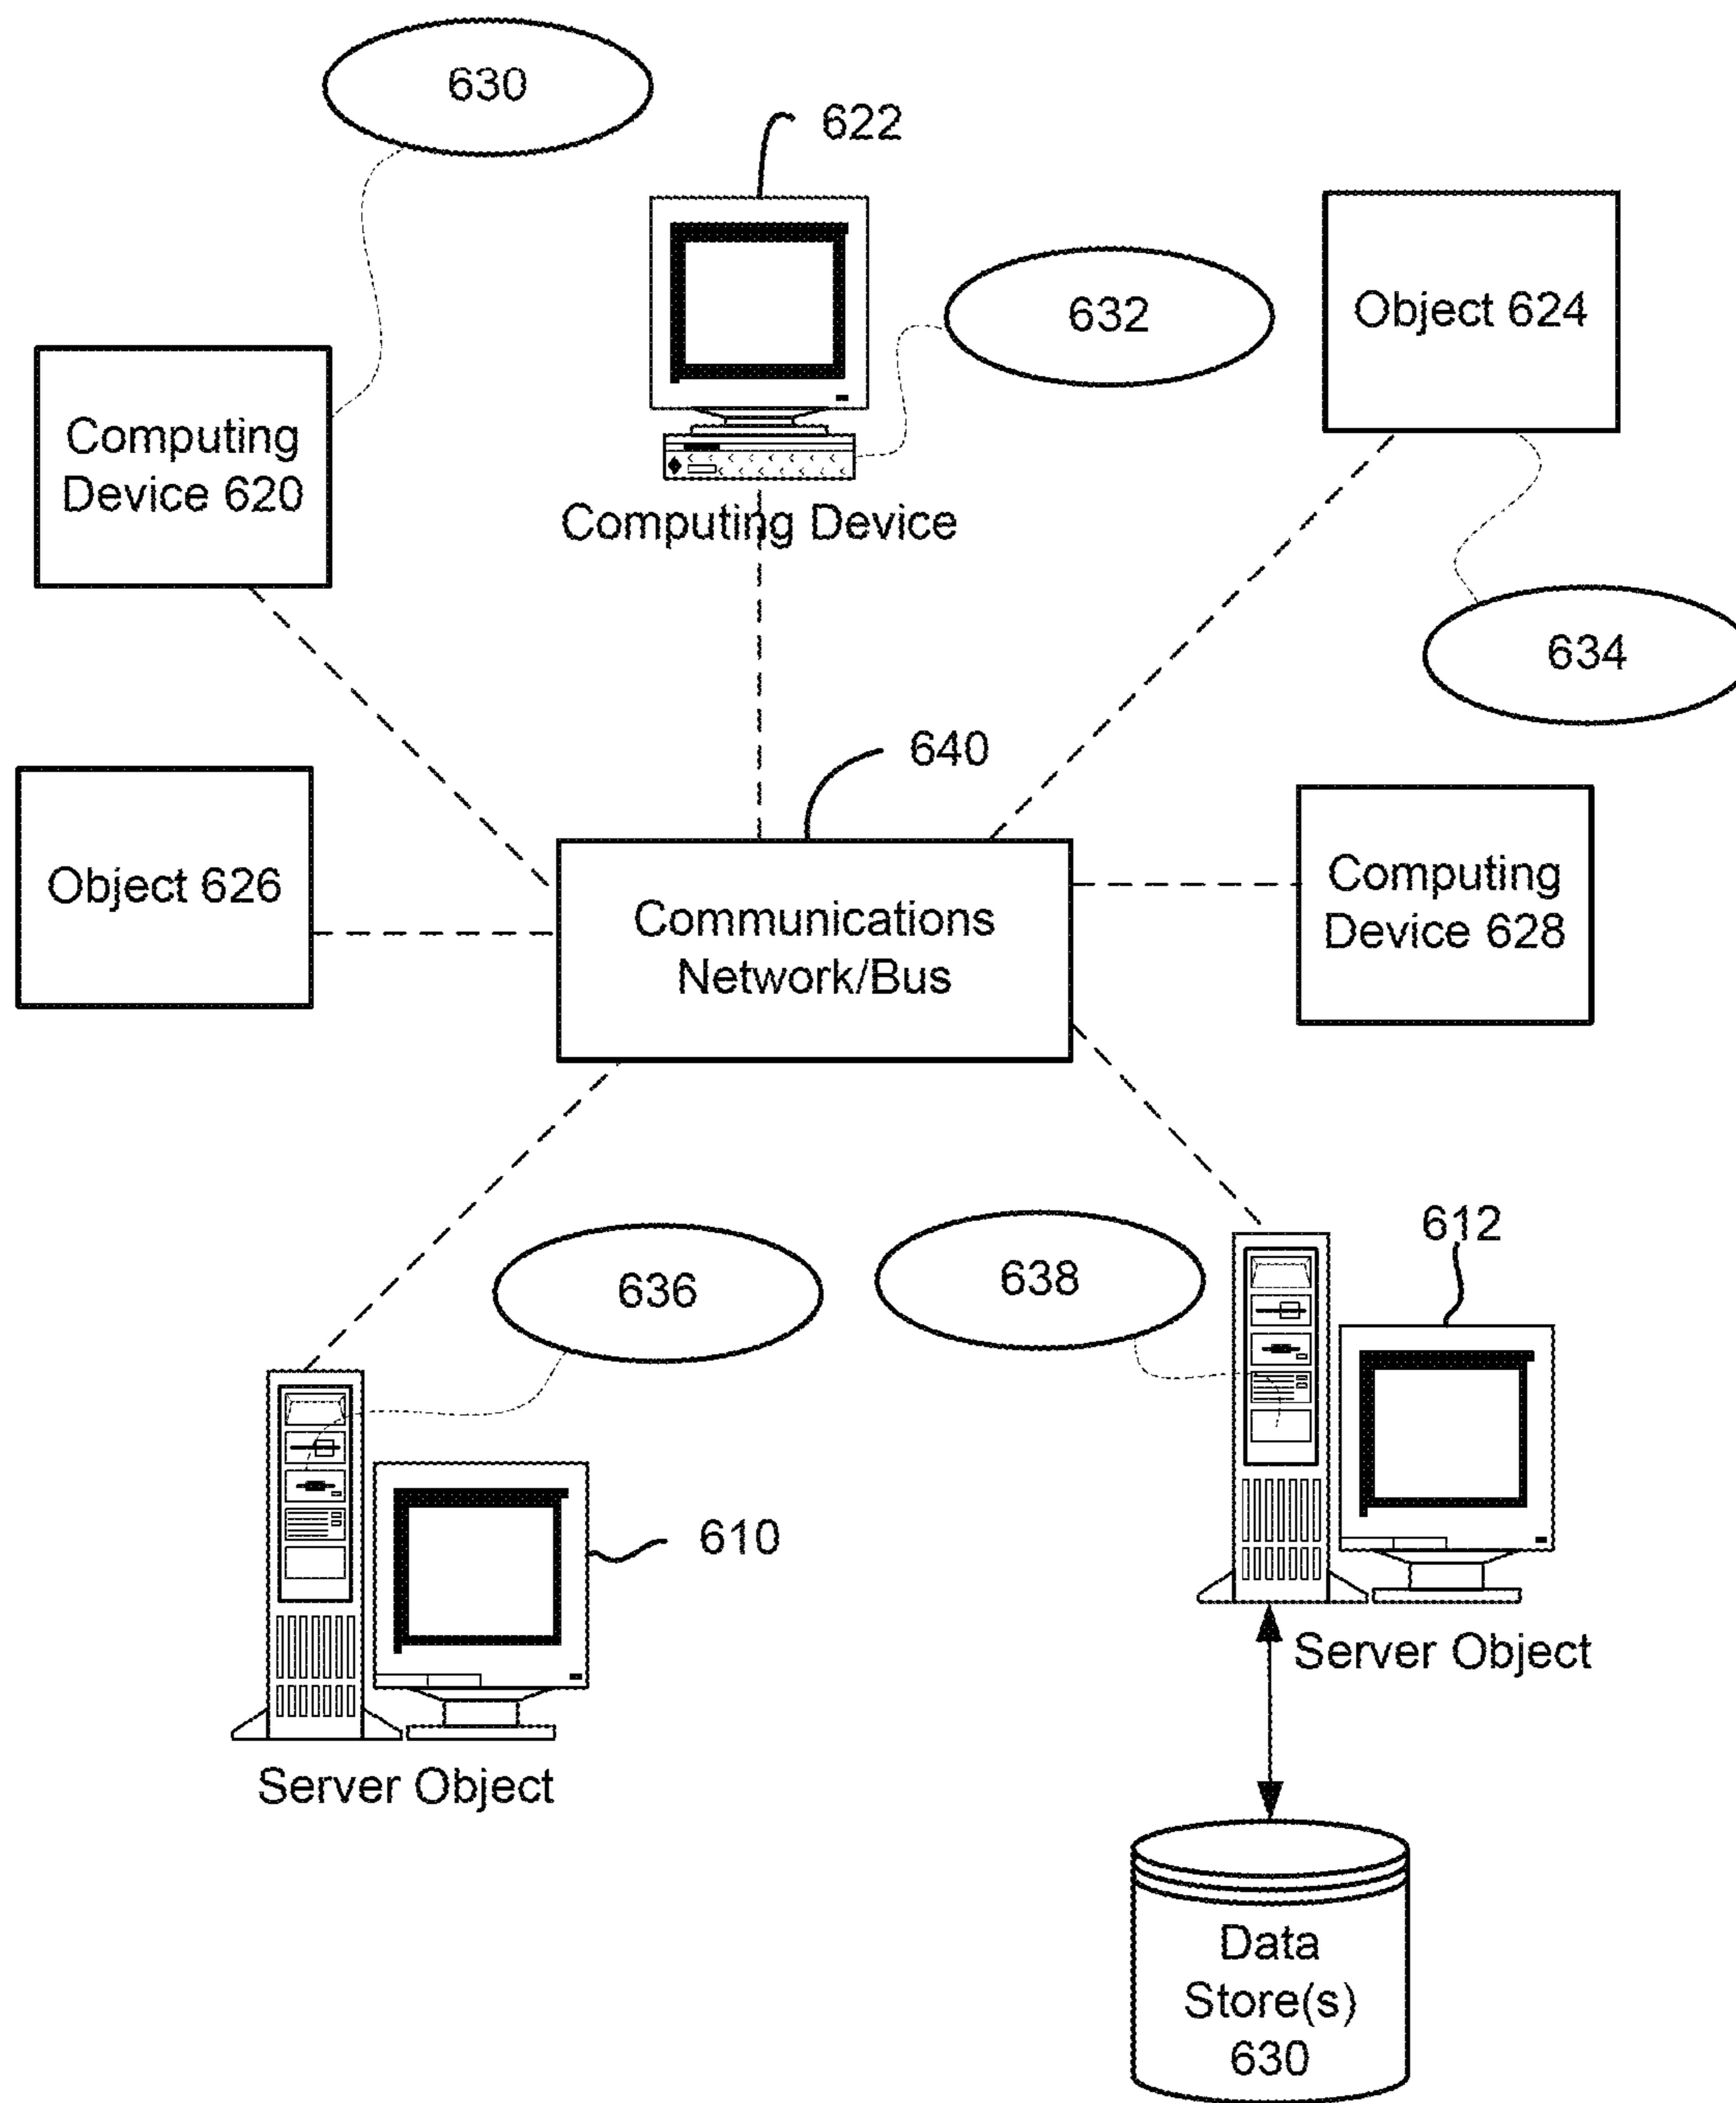 630
622
632
Object 624
Computing
Device 620
Computing Device
634
640
Object 626
Communications
Network/Bus
Computing
Device 628
636
638
612
610
Server Object
Server Object
Data
Store(s)
630